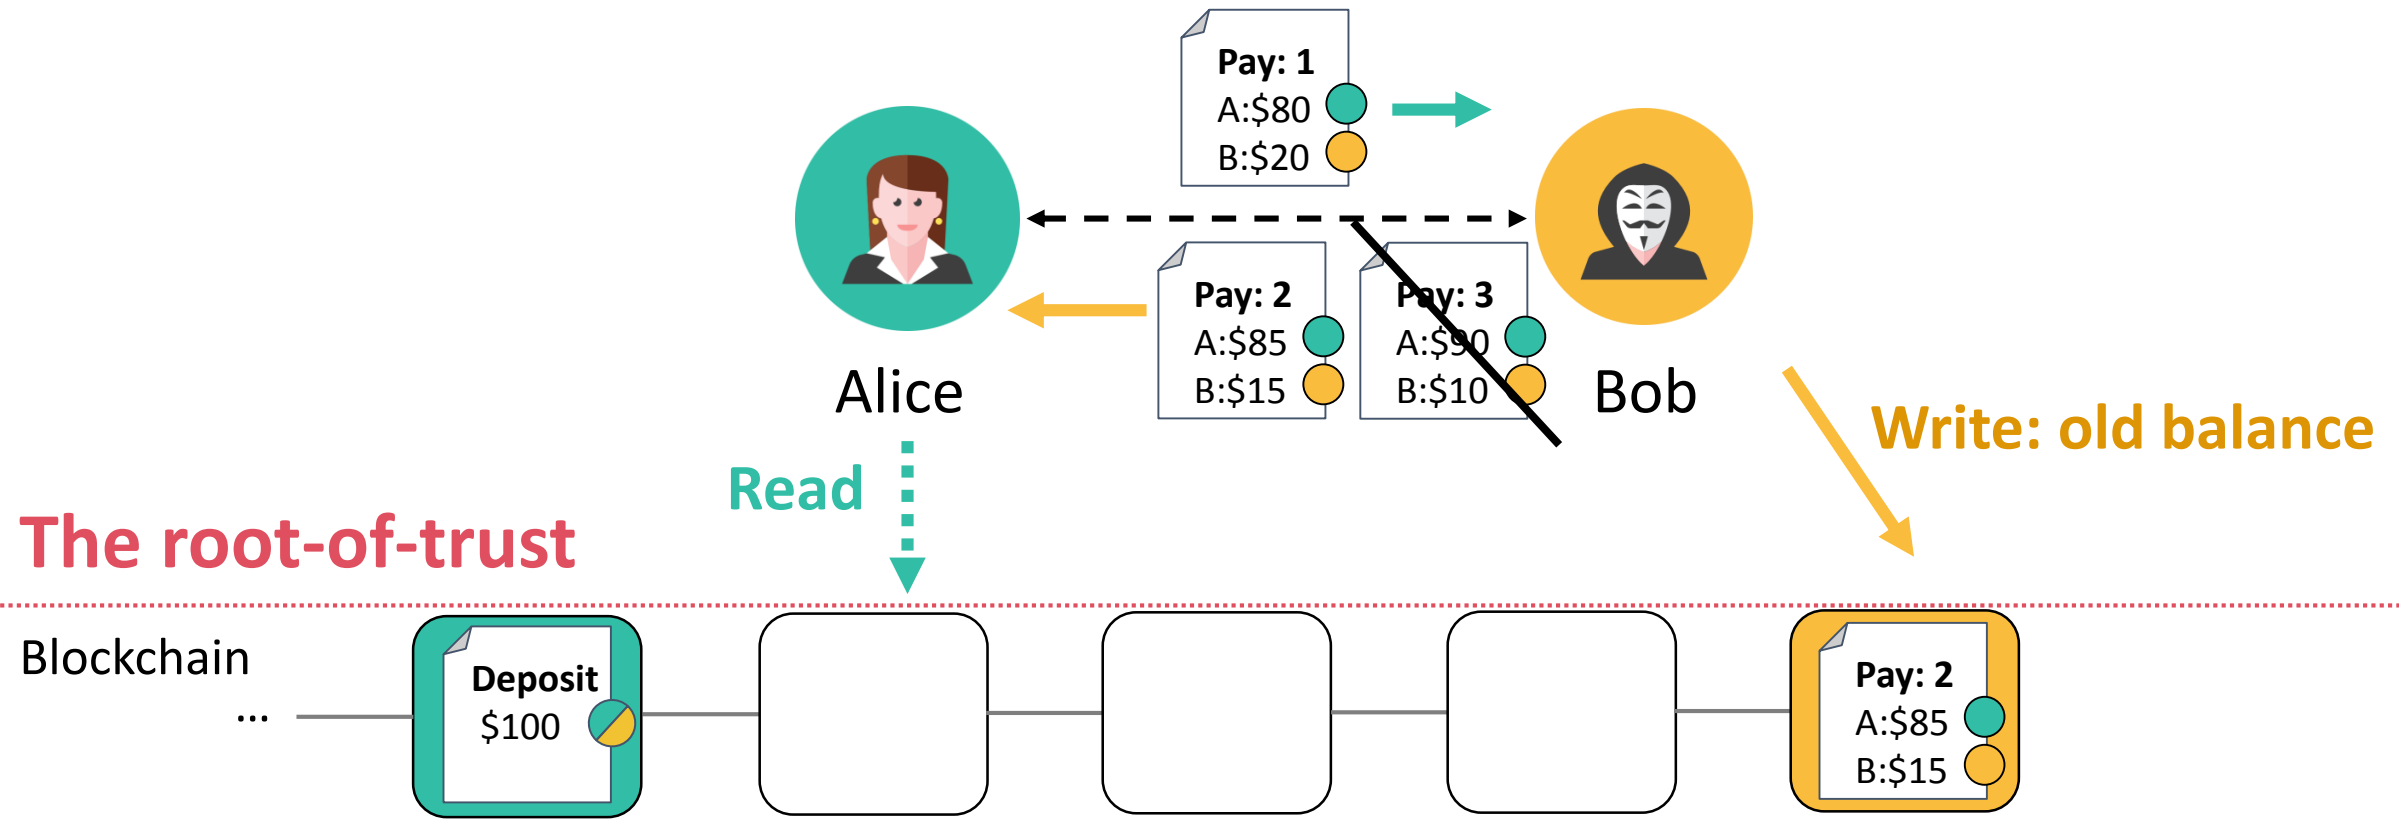 Pay: 1
A:$80
B:$20
Pay: 2
A:$85
B:$15
Pay: 3
A:$90
B:$10
Alice
Bob
Read
Write: old balance
The root-of-trust
Blockchain
...
Deposit
$100
Pay: 2
A:$85
B:$15